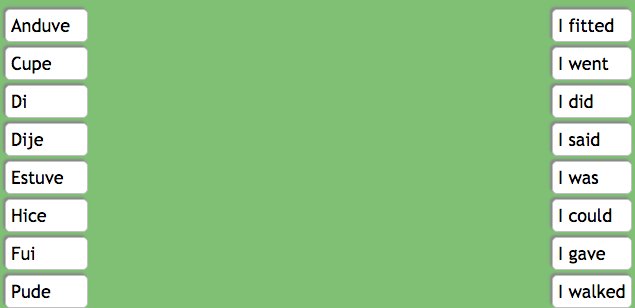 Anduve
Cupe
Di
Dije
Estuve
Hice
Fui
Pude
I fitted
I went
I did
I said
I was
I could
I gave
I walked